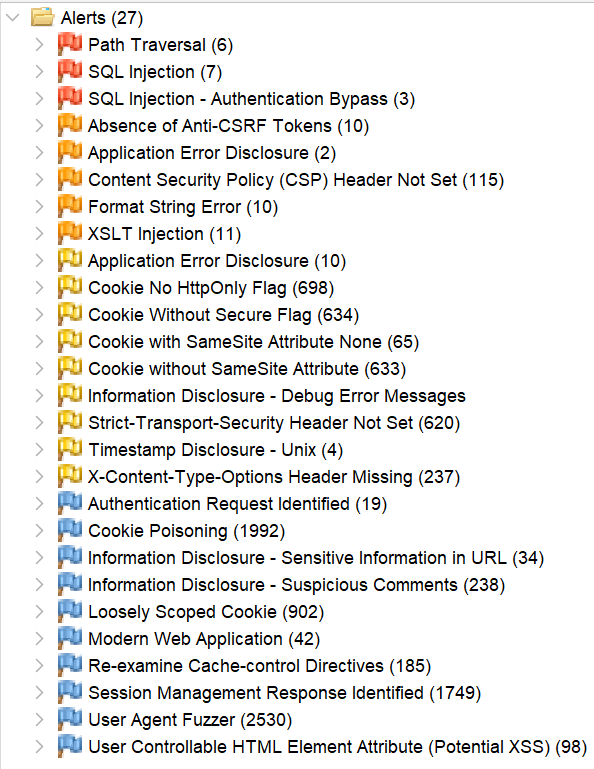 Alerts (27)
Path Traversal (6)
SQL Injection (7)
SQL Injection - Authentication Bypass (3)
Absence of Anti-CSRF Tokens (10)
Application Error Disclosure (2)
Content Security Policy (CSP) Header Not Set (115)
Format String Error (10)
XSLT Injection (11)
Application Error Disclosure (10)
Cookie No HttpOnly Flag (698)
Cookie Without Secure Flag (634)
Cookie with SameSite Attribute None (65)
Cookie without SameSite Attribute (633)
Information Disclosure - Debug Error Messages
Strict-Transport-Security Header Not Set (620)
Timestamp Disclosure - Unix (4)
X-Content-Type-Options Header Missing (237)
Authentication Request Identified (19)
Cookie Poisoning (1992)
Information Disclosure - Sensitive Information in URL (34)
Information Disclosure - Suspicious Comments (238)
Loosely Scoped Cookie (902)
Modern Web Application (42)
Re-examine Cache-control Directives (185)
Session Management Response Identified (1749)
User Agent Fuzzer (2530)
User Controllable HTML Element Attribute (Potential XSS) (98)